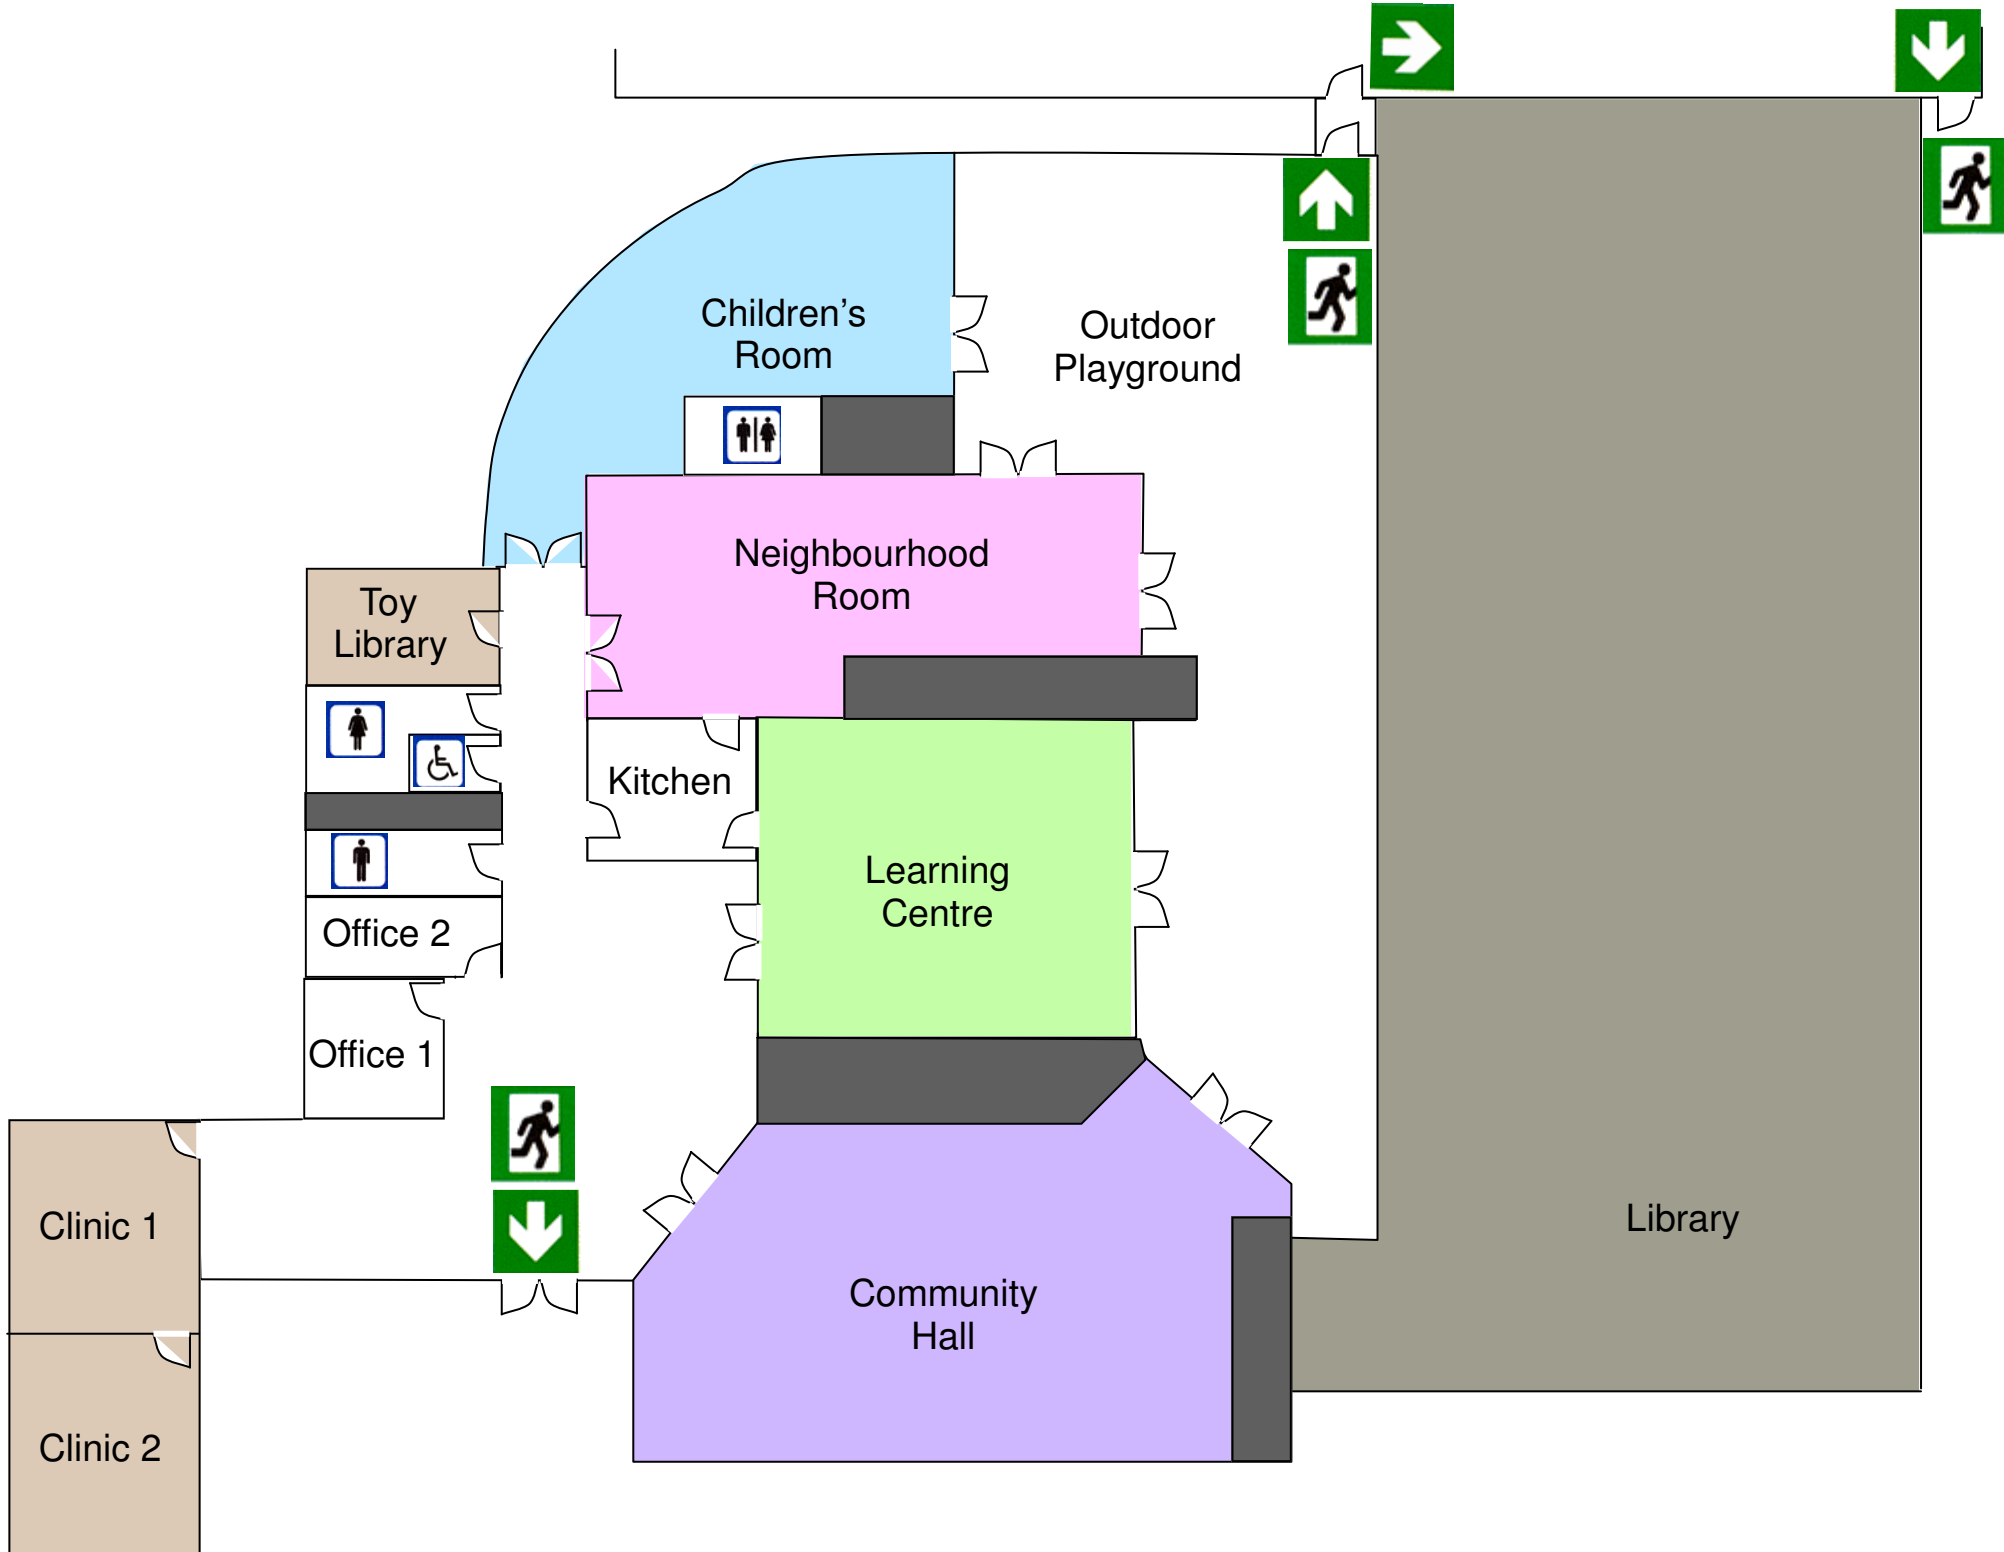 Children’s
Room
Outdoor
Playground
Neighbourhood
Room
Toy
Library
Kitchen
Learning
Centre
Office 2
Office 1
Clinic 1
Library
Community
Hall
Clinic 2